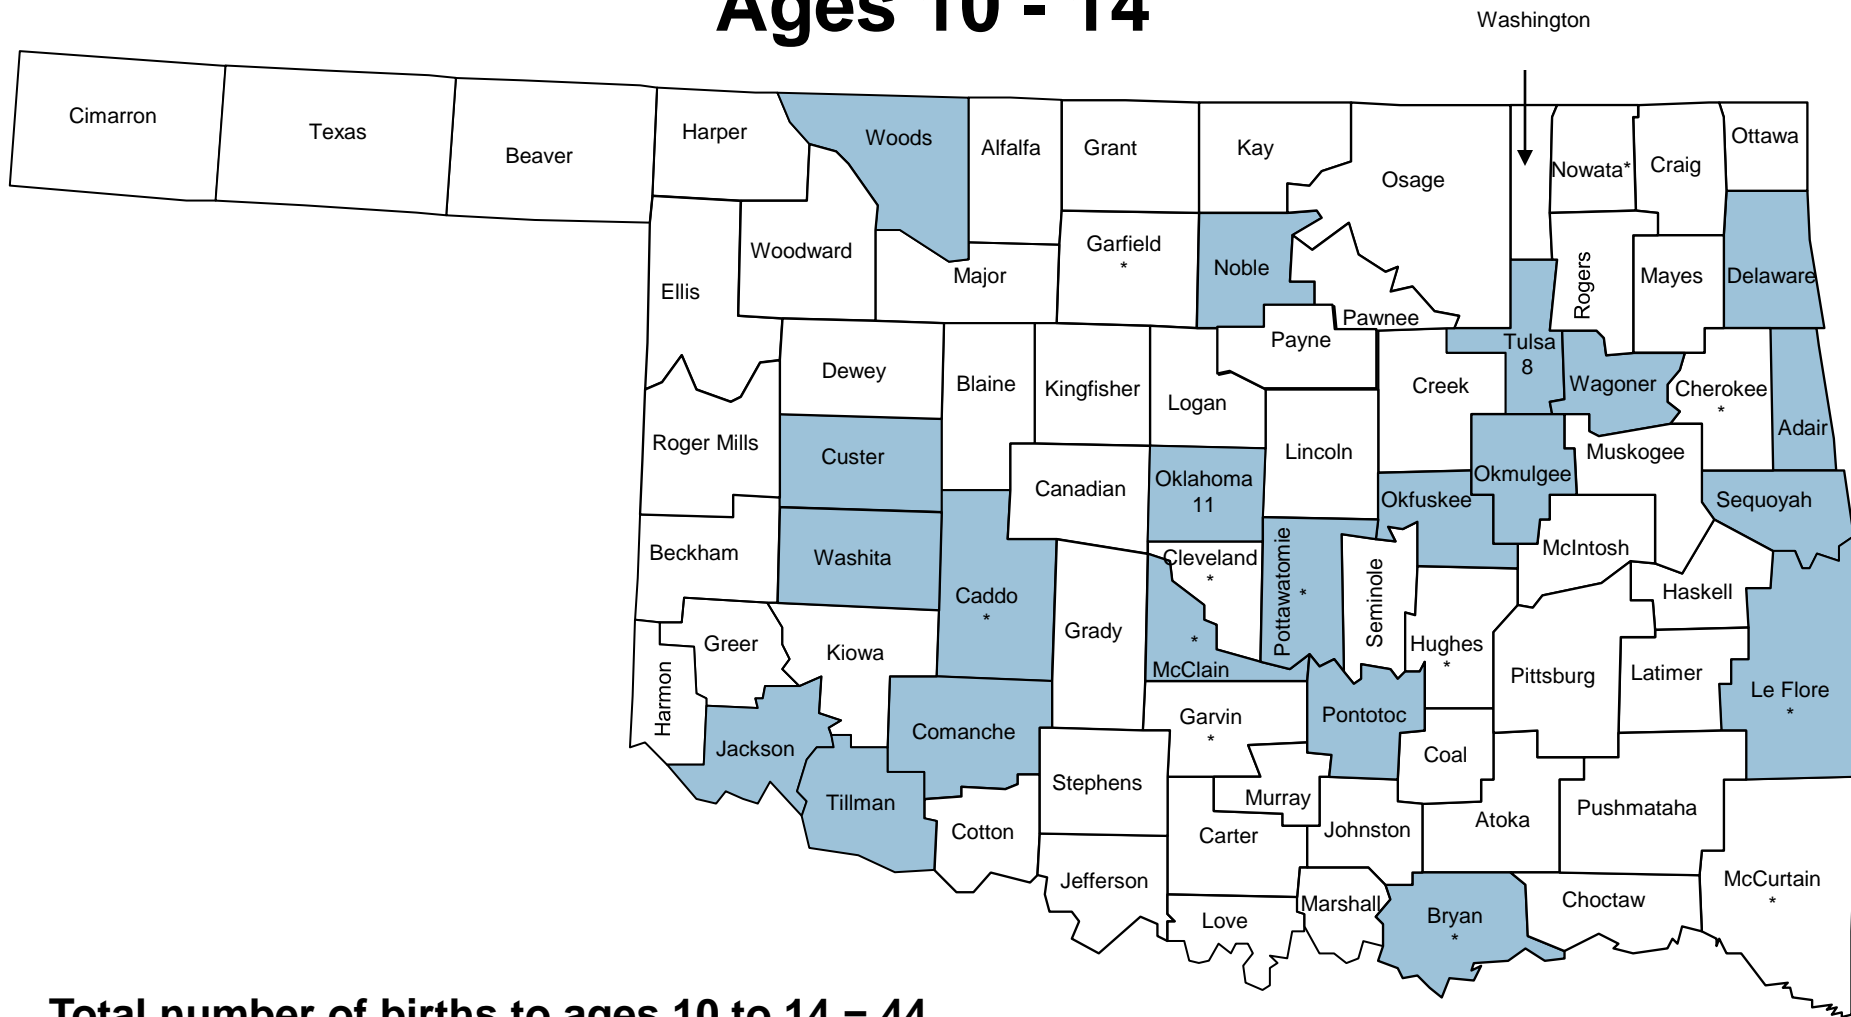 Ages 10 - 14
Washington
Cimarron
Texas
Beaver
Harper
Woods
Alfalfa
Grant
Kay
Osage
Nowata*
Craig
Ottawa
Woodward
Ellis
Major
Garfield
*
Noble
Pawnee
Rogers
Mayes
Delaware
Dewey
Blaine
Kingfisher
Logan
Payne
Creek
Tulsa
8
Wagoner
Cherokee
*
Adair
Roger Mills
Custer
Canadian
Oklahoma
11
Lincoln
Okfuskee
Okmulgee
Muskogee
Sequoyah
Beckham
Washita
Caddo
*
Grady
Cleveland
*
*
McClain
Pottawatomie
*
Seminole
Hughes
*
McIntosh
Haskell
Greer
Harmon
Kiowa
Pittsburg
Latimer
Le Flore
*
Jackson
Tillman
Comanche
Stephens
Garvin
*
Pontotoc
Coal
Cotton
Murray
Carter
Johnston
Atoka
Pushmataha
McCurtain
*
Jefferson
Love
Marshall
Bryan
*
Choctaw
Total number of births to ages 10 to 14 = 44